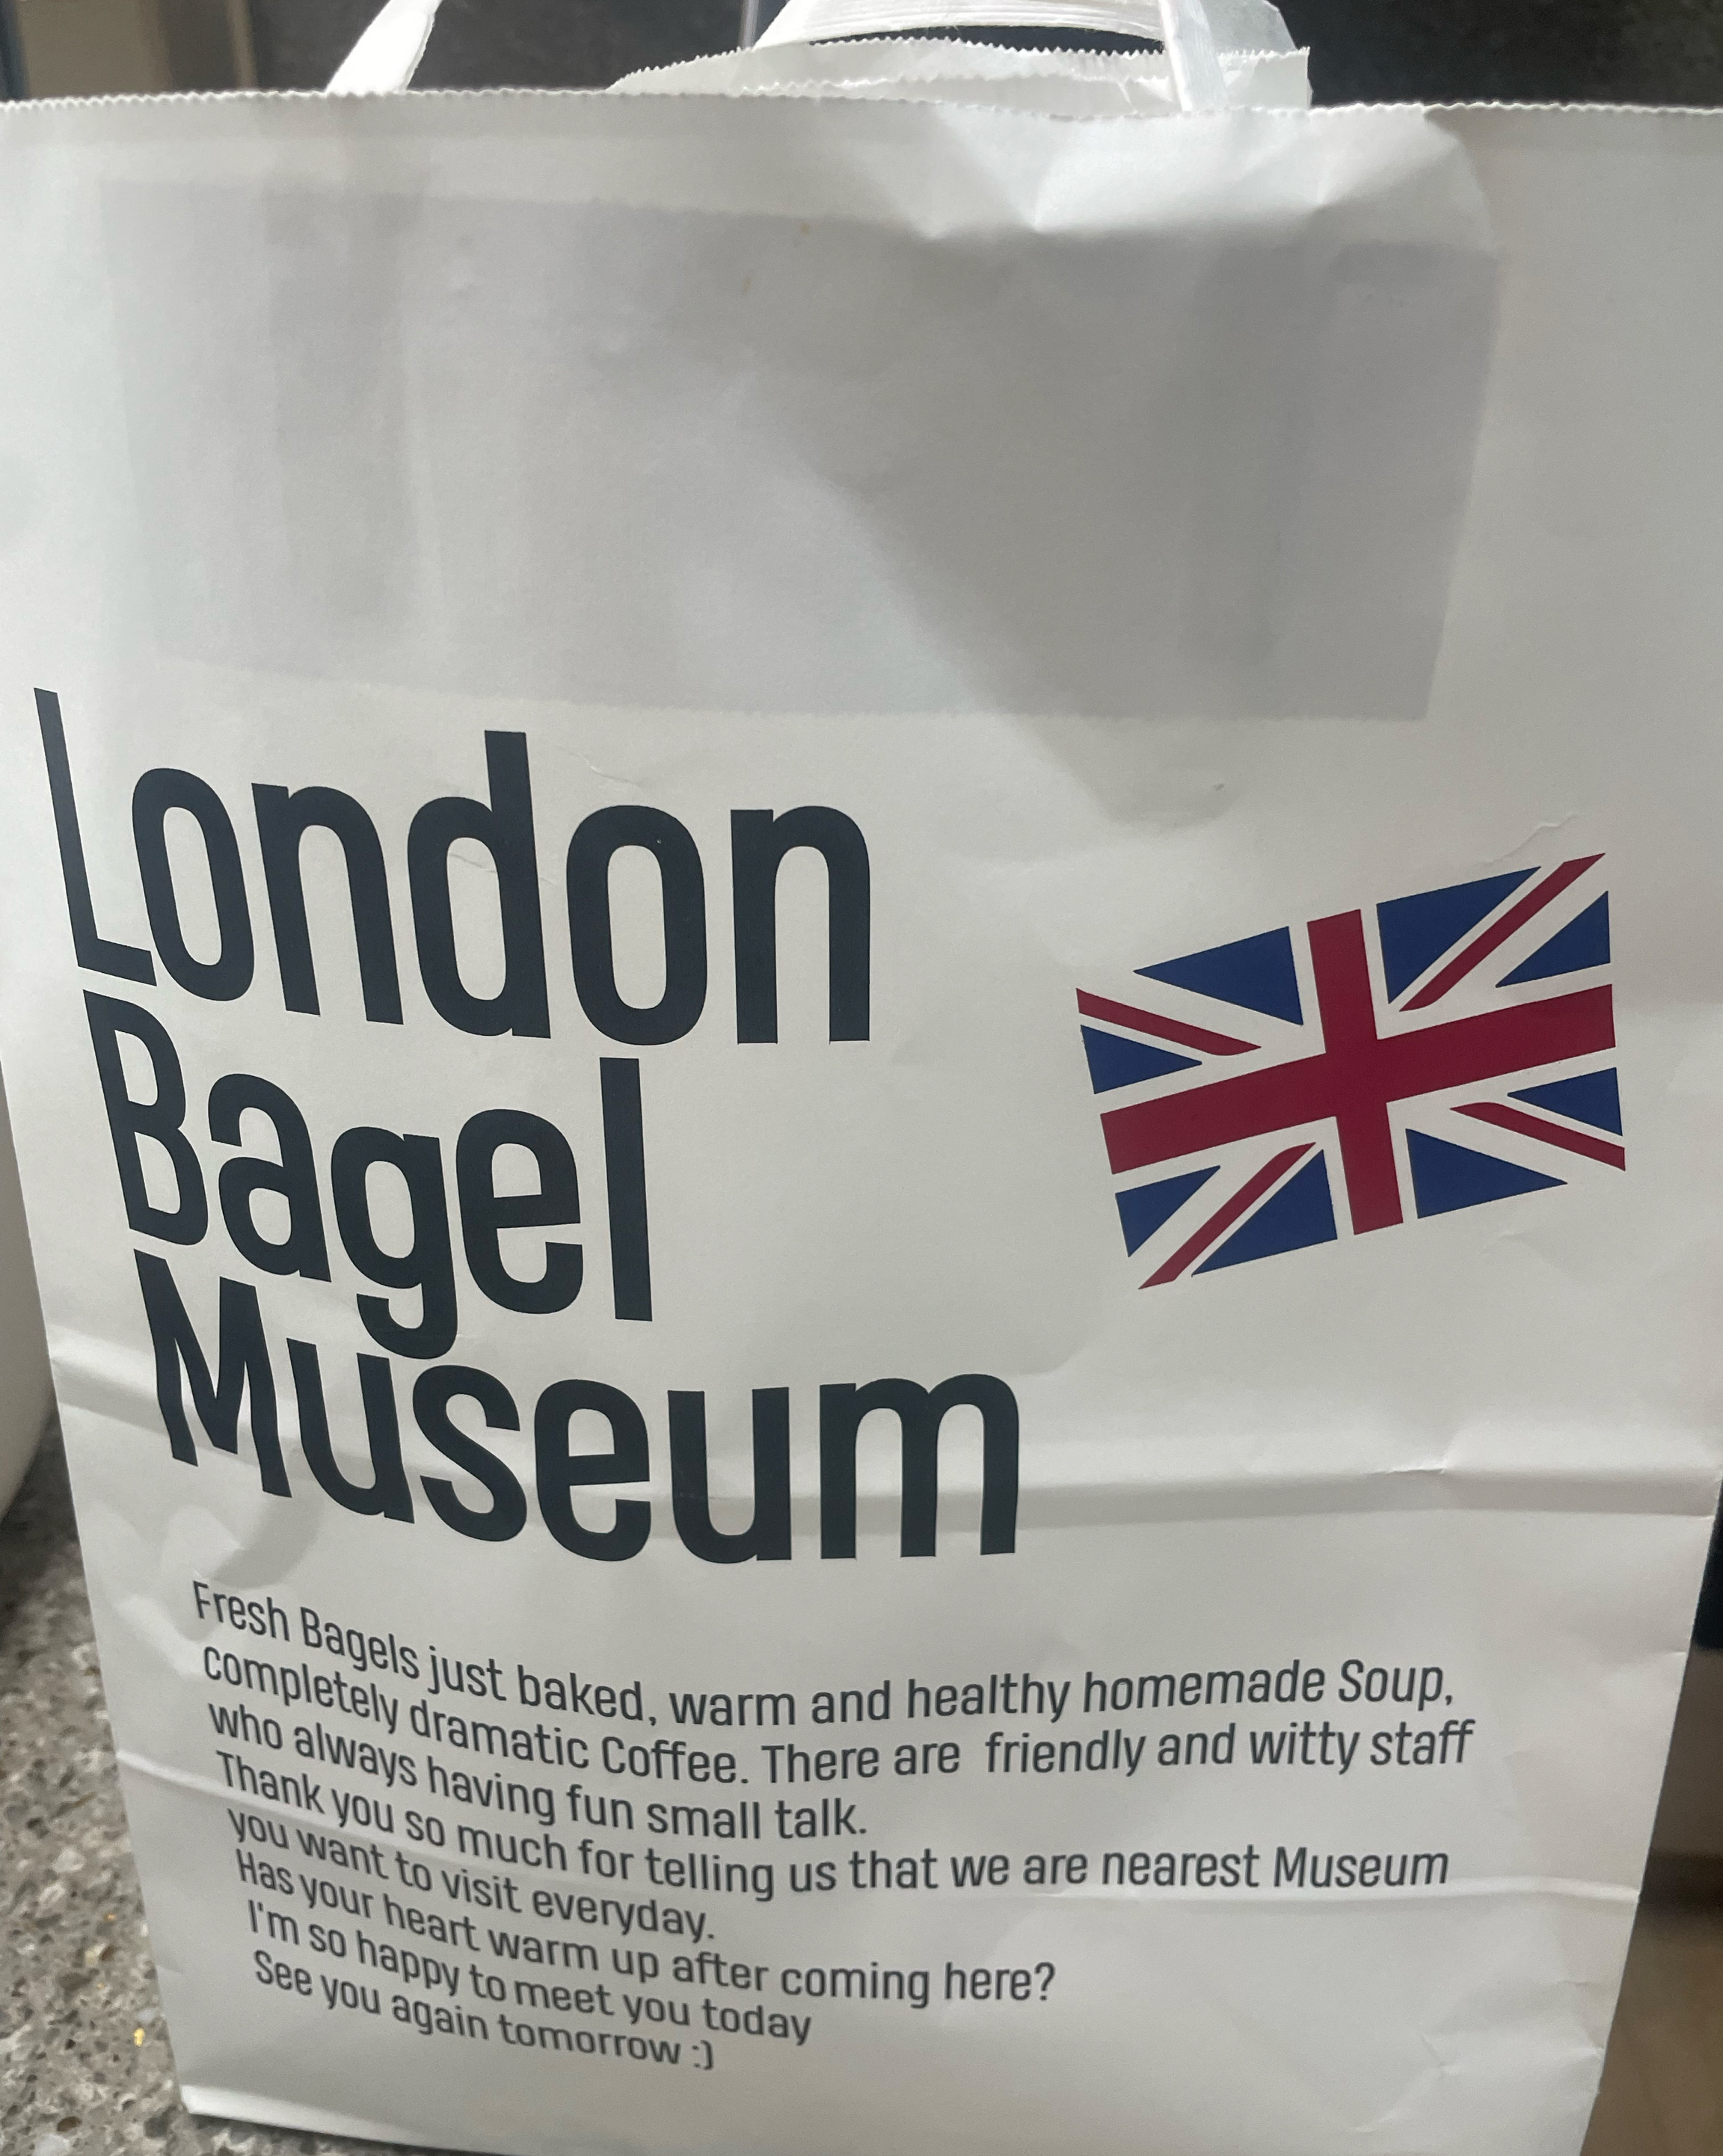 London
Bagel
Museum
Fresh Bagels just baked, warm and healthy homemade Soup,
completely dramatic Coffee. There are friendly and witty staff
who always having fun small talk.
Thank you so much for telling us that we are nearest Museum
you want to visit everyday.
Has your heart warm up after coming here?
I'm so happy to meet you today
See you again tomorrow :)